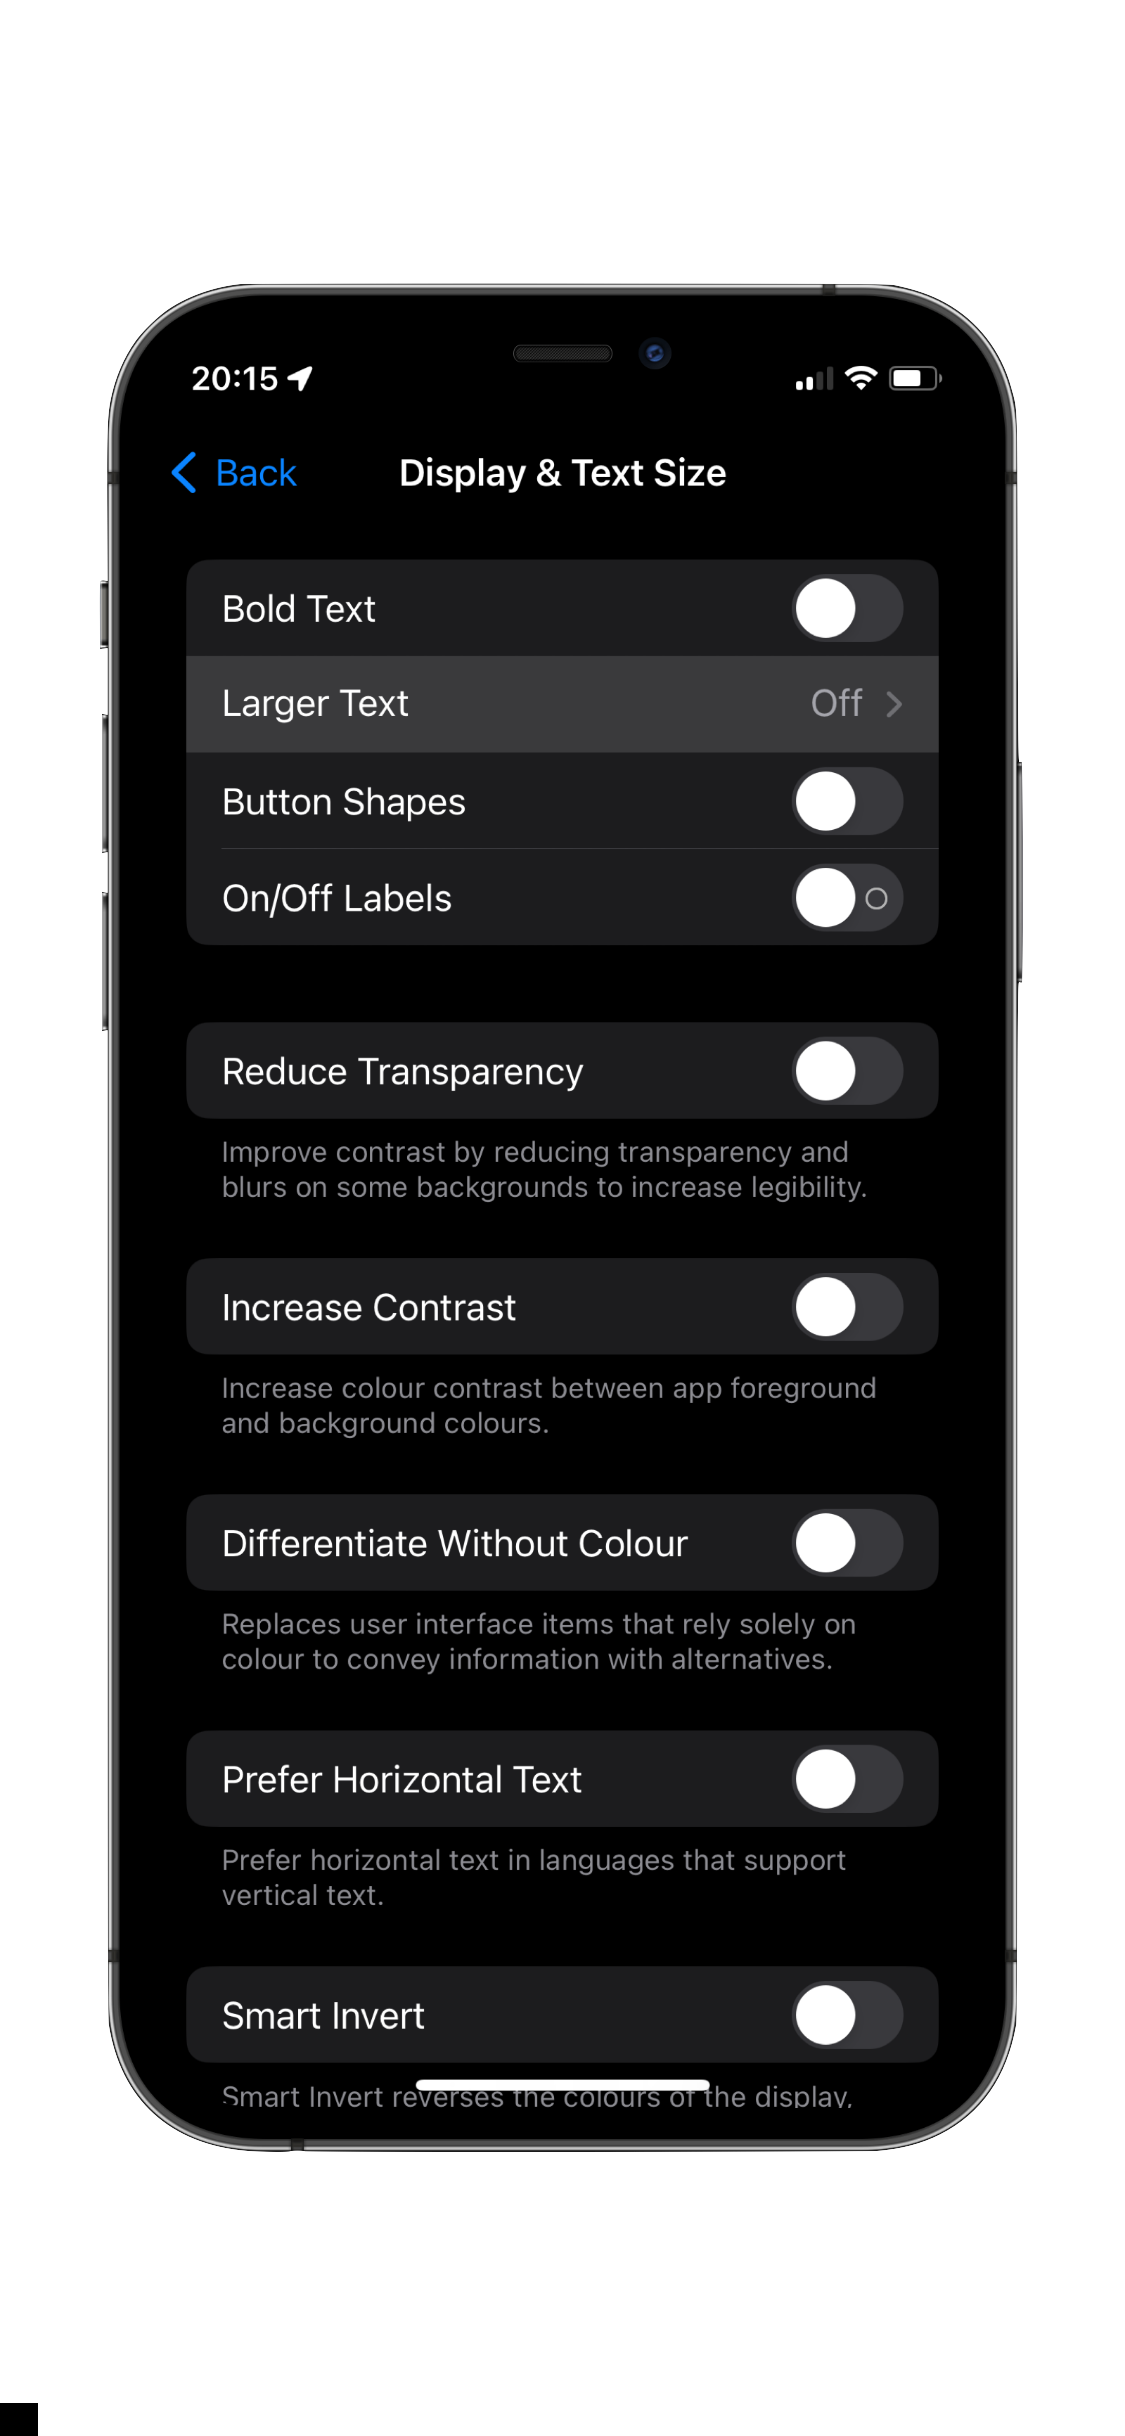 20:15
Back
Display & Text Size
Bold Text
Larger Text
Off
Button Shapes
On/Off Labels
Reduce Transparency
Improve contrast by reducing transparency and
blurs on some backgrounds to increase legibility.
Increase Contrast
Increase colour contrast between app foreground
and background colours.
Differentiate Without Colour
Replaces user interface items that rely solely on
colour to convey information with alternatives.
Prefer Horizontal Text
Prefer horizontal text in languages that support
vertical text.
Smart Invert
Smart Invert reverses the colours of the display,